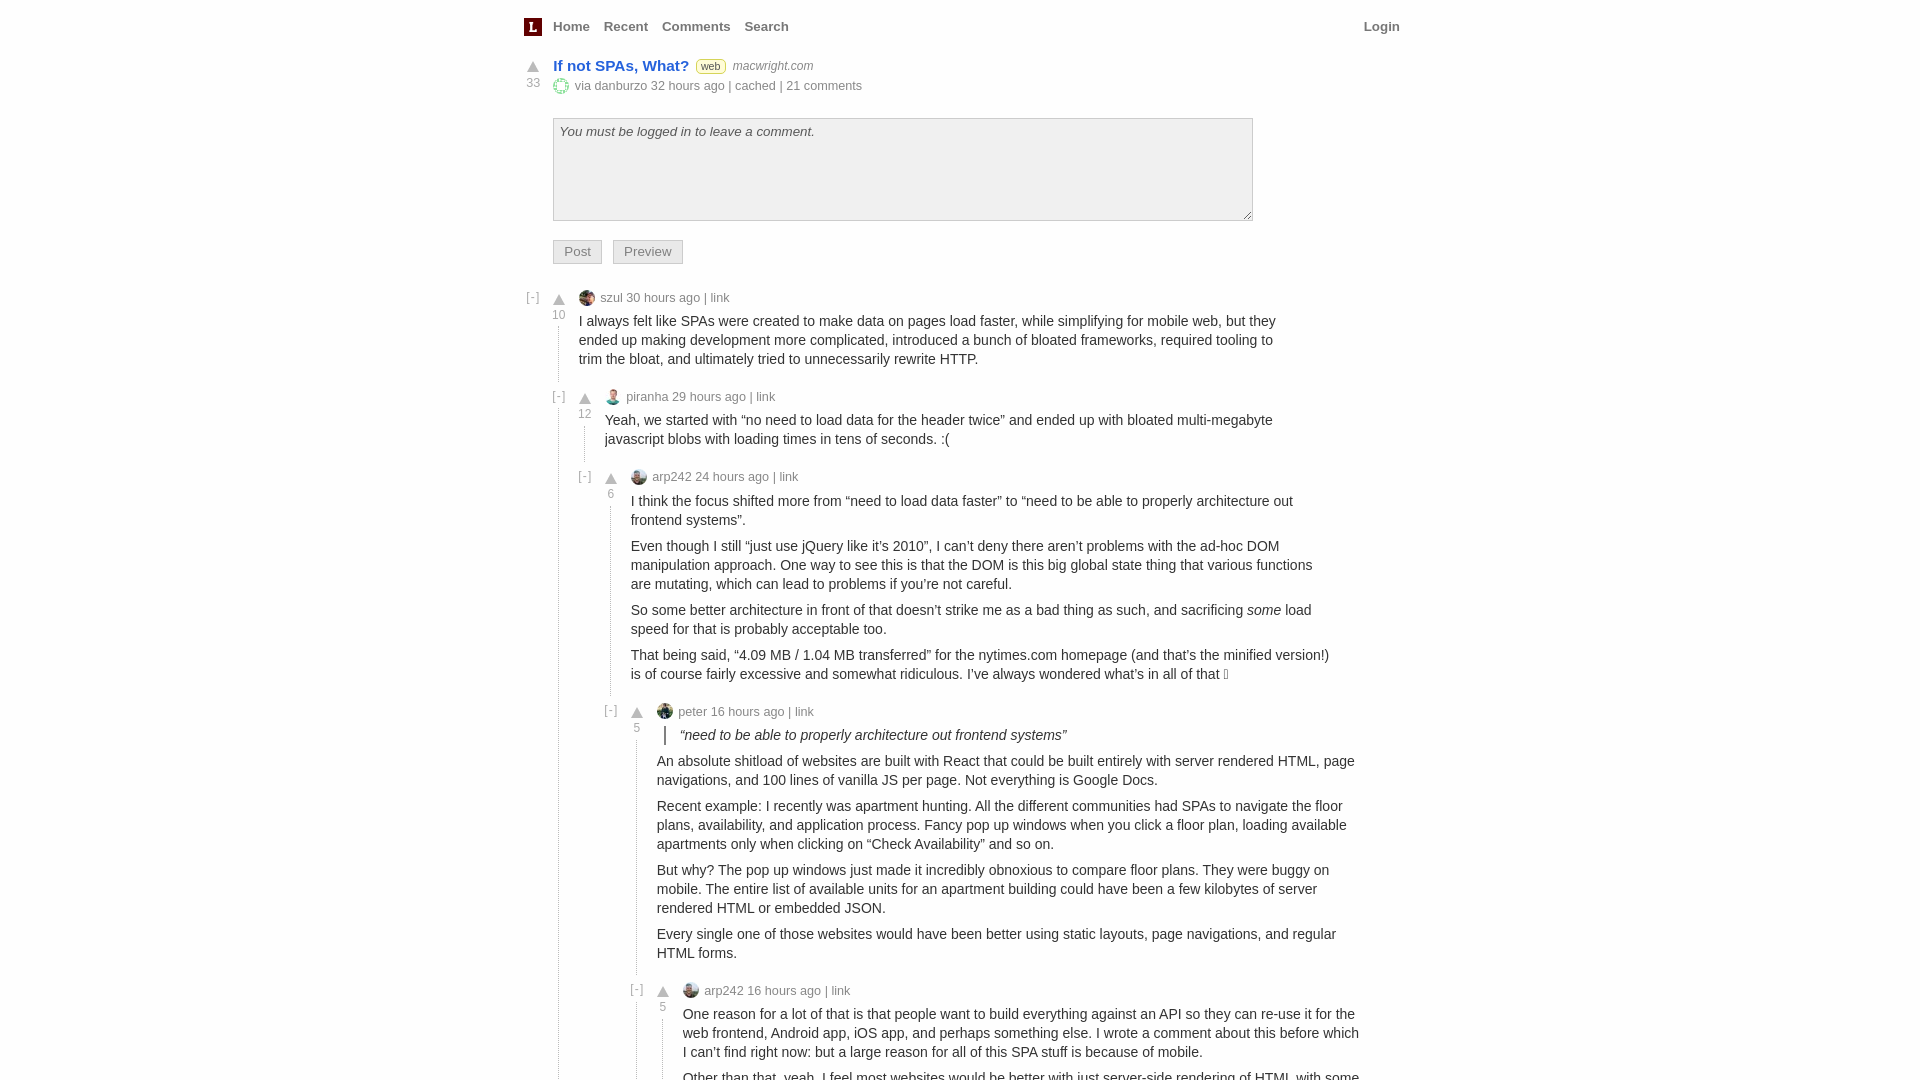 L Home Recent Comments Search Login
If not SPAs, What? web macwright.com
33
via danburzo 32 hours ago | cached | 21 comments
You must be logged in to leave a comment.
Post Preview
[-] szul 30 hours ago | link
10
I always felt like SPAs were created to make data on pages load faster, while simplifying for mobile web, but they
ended up making development more complicated, introduced a bunch of bloated frameworks, required tooling to
trim the bloat, and ultimately tried to unnecessarily rewrite HTTP.
[-] piranha 29 hours ago | link
12
Yeah, we started with “no need to load data for the header twice” and ended up with bloated multi-megabyte
javascript blobs with loading times in tens of seconds. :(
[-] arp242 24 hours ago | link
6
I think the focus shifted more from “need to load data faster” to “need to be able to properly architecture out
frontend systems”.
Even though I still “just use jQuery like it’s 2010”, I can’t deny there aren’t problems with the ad-hoc DOM
manipulation approach. One way to see this is that the DOM is this big global state thing that various functions
are mutating, which can lead to problems if you’re not careful.
So some better architecture in front of that doesn’t strike me as a bad thing as such, and sacrificing some load
speed for that is probably acceptable too.
That being said, “4.09 MB / 1.04 MB transferred” for the nytimes.com homepage (and that’s the minified version!)
is of course fairly excessive and somewhat ridiculous. I’ve always wondered what’s in all of that
[-] peter 16 hours ago | link
5
“need to be able to properly architecture out frontend systems”
An absolute shitload of websites are built with React that could be built entirely with server rendered HTML, page
navigations, and 100 lines of vanilla JS per page. Not everything is Google Docs.
Recent example: I recently was apartment hunting. All the different communities had SPAs to navigate the floor
plans, availability, and application process. Fancy pop up windows when you click a floor plan, loading available
apartments only when clicking on “Check Availability” and so on.
But why? The pop up windows just made it incredibly obnoxious to compare floor plans. They were buggy on
mobile. The entire list of available units for an apartment building could have been a few kilobytes of server
rendered HTML or embedded JSON.
Every single one of those websites would have been better using static layouts, page navigations, and regular
HTML forms.
[-] arp242 16 hours ago | link
5
One reason for a lot of that is that people want to build everything against an API so they can re-use it for the
web frontend, Android app, iOS app, and perhaps something else. I wrote a comment about this before which
I can’t find right now: but a large reason for all of this SPA stuff is because of mobile.
Other than that, yeah, I feel most websites would be better with just server-side rendering of HTML with some